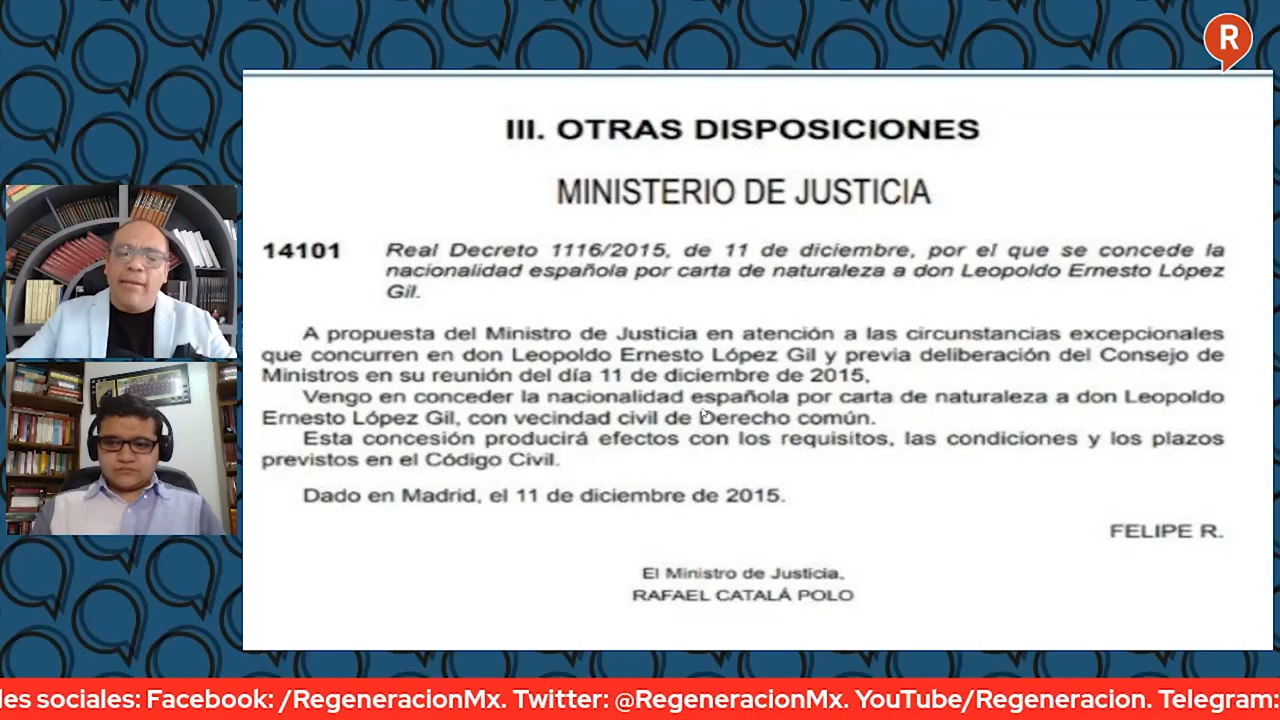 R
III. OTRAS DISPOSICIONES
MINISTERIO DE JUSTICIA
14101 Real Decreto 1116/2015, de 11 de diciembre, por el que se concede la
nacionalidad española por carta de naturaleza a don Leopoldo Ernesto López
Gil.
A propuesta del Ministro de Justicia en atención a las circunstancias excepcionales
que concurren en don Leopoldo Ernesto López Gil y previa deliberación del Consejo de
Ministros en su reunión del día 11 de diciembre de 2015,
Vengo en conceder la nacionalidad española por carta de naturaleza a don Leopoldo
Ernesto López Gil, con vecindad civil de Derecho común.
Esta concesión producirá efectos con los requisitos, las condiciones y los plazos
previstos en el Código Civil.
Dado en Madrid, el 11 de diciembre de 2015.
FELIPE R.
El Ministro de Justicia,
RAFAEL CATALÁ POLO
les sociales: Facebook: /RegeneracionMx. Twitter: @RegeneracionMx. YouTube/Regeneracion. Telegram: